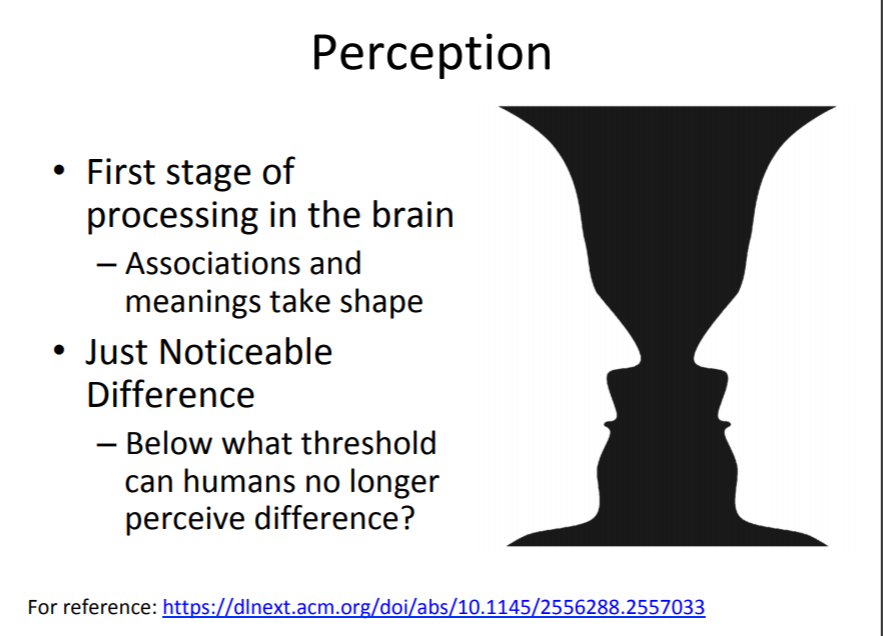 Perception
• First stage of
processing in the brain
– Associations and
meanings take shape
• Just Noticeable
Difference
– Below what threshold
can humans no longer
perceive difference?
For reference: https://dlnext.acm.org/doi/abs/10.1145/2556288.2557033